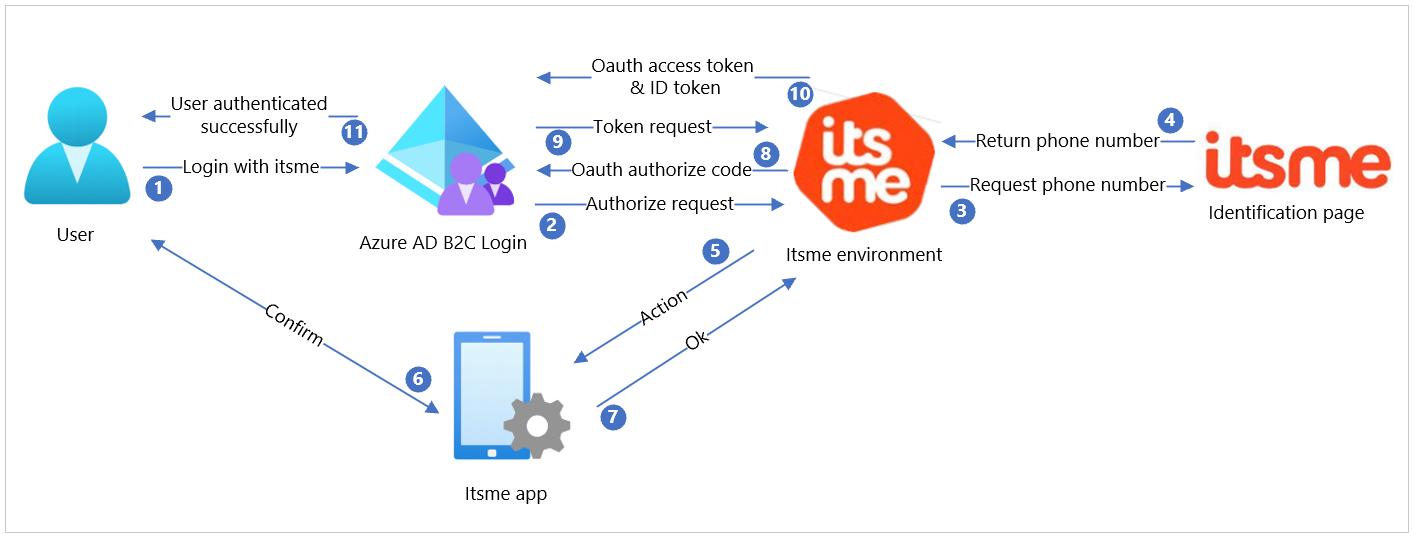 User authenticated
successfully
11
Login with itsme
1
User
Azure AD B2C Login
Oauth access token
& ID token
10
Token request
9
8
Oauth authorize code
Authorize request
2
its
me
Itsme environment
4
Return phone number
Request phone number
3
itsme
Identification page
5
Action
Ok
7
Confirm
6
Itsme app